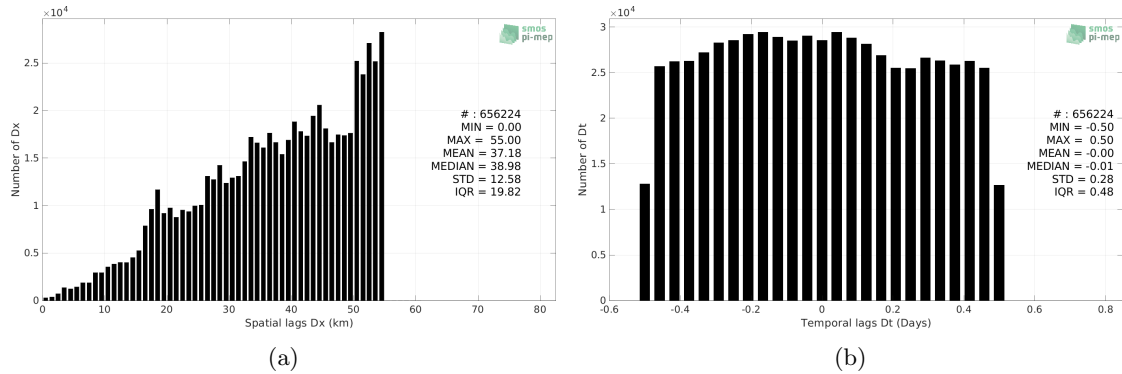 ×10⁴
2.5
2
1.5
1
0.5
0
0 10 20 30 40 50 60 70 80
Number of Dx
Spatial lags Dx (km)
smos
pi-mep
# : 656224
MIN = 0.00
MAX = 55.00
MEAN = 37.18
MEDIAN = 38.98
STD = 12.58
IQR = 19.82
(a)
×10⁴
3
2.5
2
1.5
1
0.5
0
-0.6 -0.4 -0.2 0 0.2 0.4 0.6 0.8
Number of Dt
Temporal lags Dt (Days)
smos
pi-mep
# : 656224
MIN = -0.50
MAX = 0.50
MEAN = -0.00
MEDIAN = -0.01
STD = 0.28
IQR = 0.48
(b)